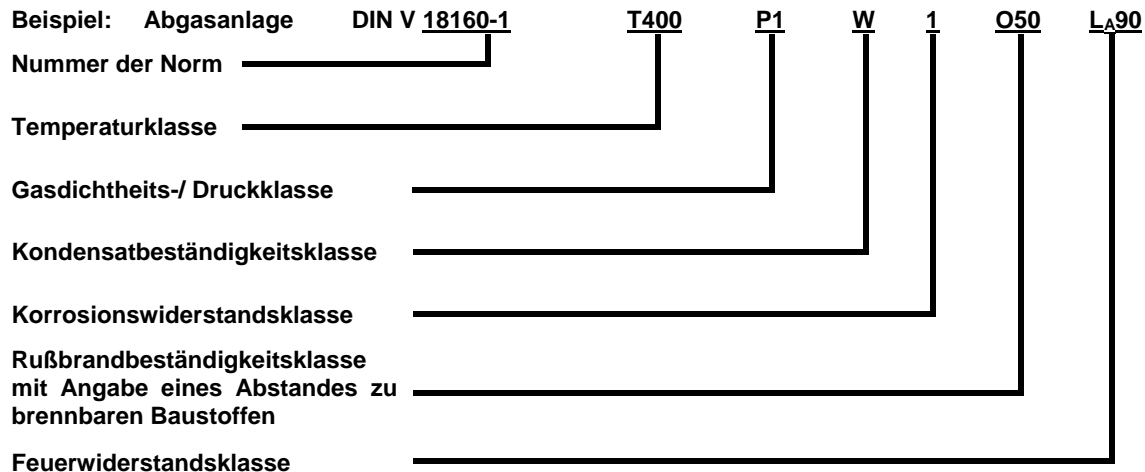 Beispiel: Abgasanlage DIN V 18160-1 T400 P1 W 1 O50 LA90
Nummer der Norm
Temperaturklasse
Gasdichtheits-/ Druckklasse
Kondensatbeständigkeitsklasse
Korrosionswiderstandsklasse
Rußbrandbeständigkeitsklasse
mit Angabe eines Abstandes zu
brennbaren Baustoffen
Feuerwiderstandsklasse